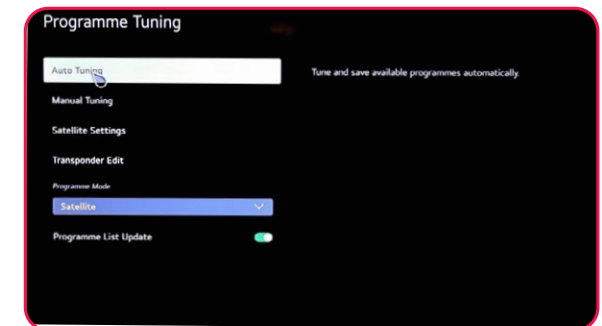 Programme Tuning
Auto Tuning
Tune and save available programmes automatically.
Manual Tuning
Satellite Settings
Transponder Edit
Programme Mode
Satellite
Programme List Update